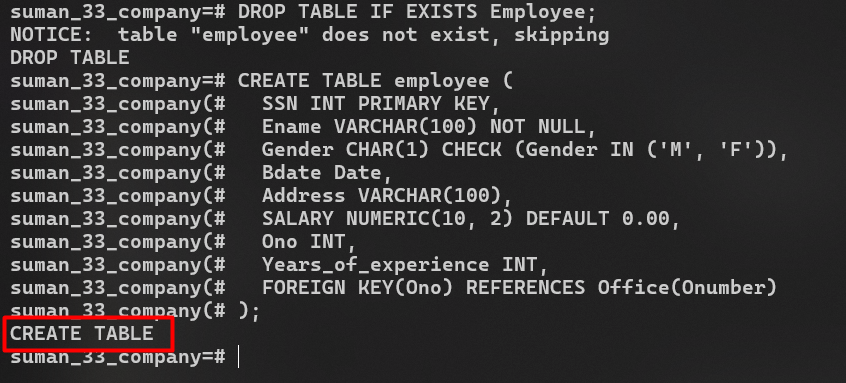 suman_33_company=# DROP TABLE IF EXISTS Employee;
NOTICE:  table "employee" does not exist, skipping
DROP TABLE
suman_33_company=# CREATE TABLE employee (
suman_33_company(#   SSN INT PRIMARY KEY,
suman_33_company(#   Ename VARCHAR(100) NOT NULL,
suman_33_company(#   Gender CHAR(1) CHECK (Gender IN ('M', 'F')),
suman_33_company(#   Bdate Date,
suman_33_company(#   Address VARCHAR(100),
suman_33_company(#   SALARY NUMERIC(10, 2) DEFAULT 0.00,
suman_33_company(#   Ono INT,
suman_33_company(#   Years_of_experience INT,
suman_33_company(#   FOREIGN KEY(Ono) REFERENCES Office(Onumber)
suman_33_company(# );
CREATE TABLE
suman_33_company=#